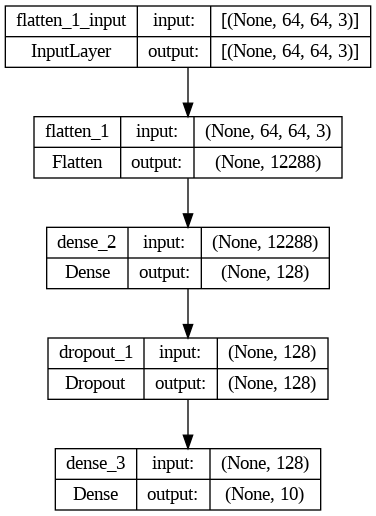 flatten_1_input input: [(None, 64, 64, 3)]
InputLayer output: [(None, 64, 64, 3)]
flatten_1 input: (None, 64, 64, 3)
Flatten output: (None, 12288)
dense_2 input: (None, 12288)
Dense output: (None, 128)
dropout_1 input: (None, 128)
Dropout output: (None, 128)
dense_3 input: (None, 128)
Dense output: (None, 10)